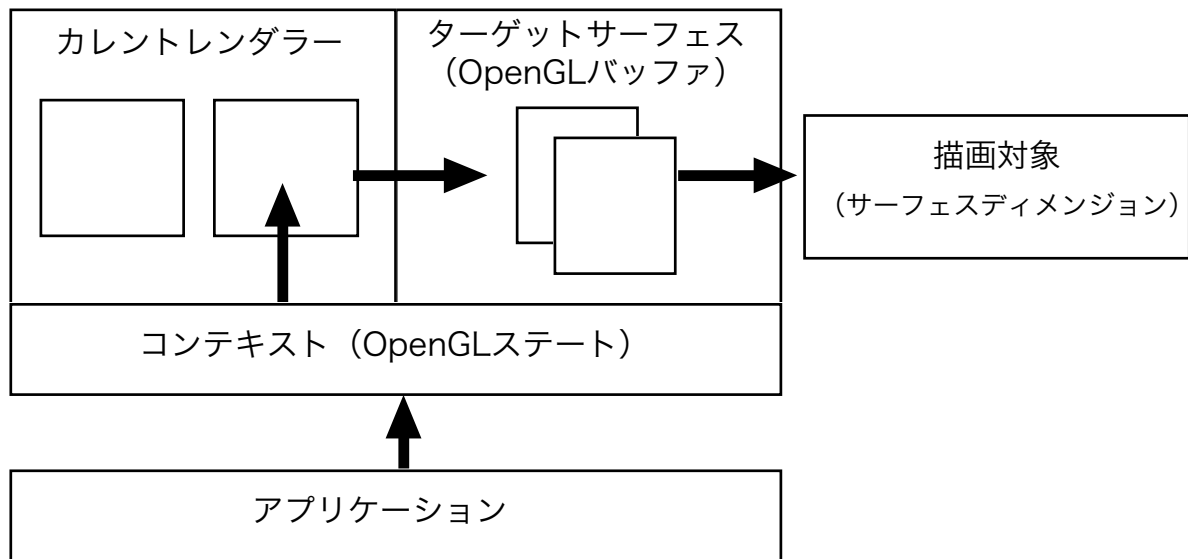 カレントレンダラー
ターゲットサーフェス
（OpenGLバッファ）
描画対象
（サーフェスディメンジョン）
コンテキスト（OpenGLステート）
アプリケーション